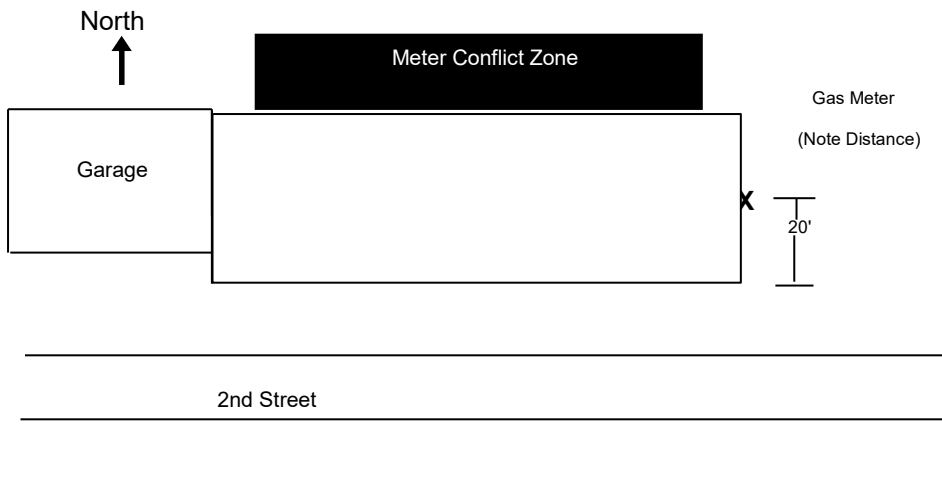 North
Meter Conflict Zone
Gas Meter
(Note Distance)
Garage
X
20'
2nd Street